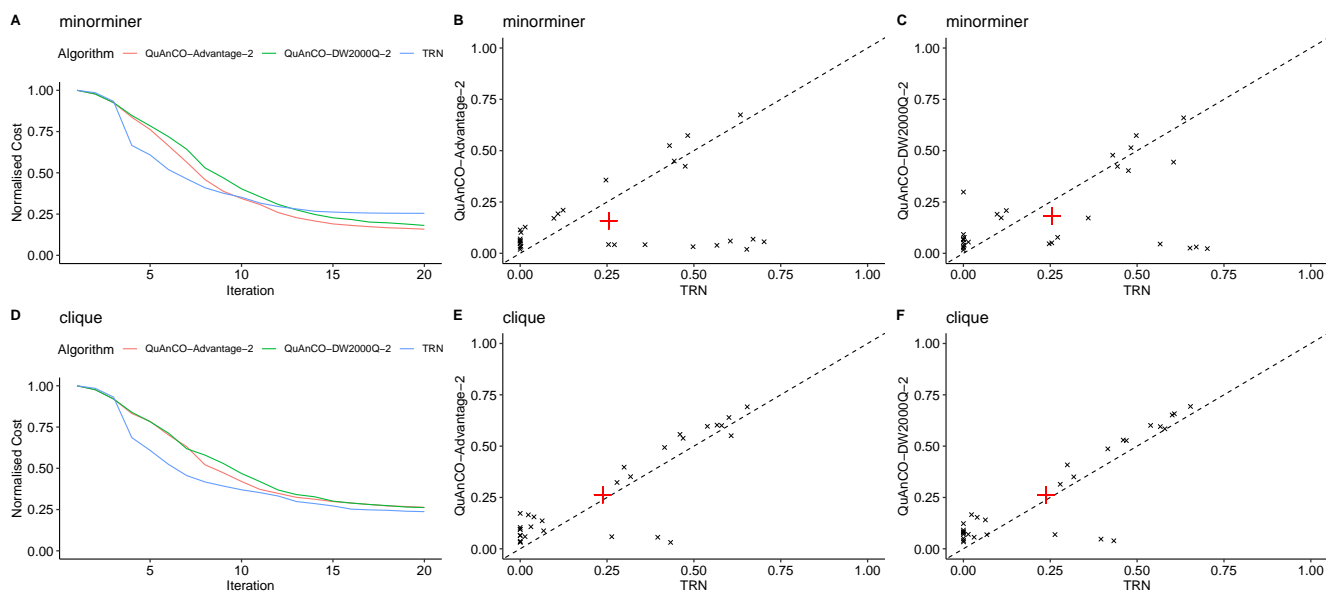 A minorminer
Algorithm QuAnCO−Advantage−2 QuAnCO−DW2000Q−2 TRN
1.00
0.75
0.50
0.25
0.00
Normalised Cost
5 10 15 20
Iteration
B minorminer
1.00
0.75
0.50
0.25
0.00
QuAnCO−Advantage−2
0.00 0.25 0.50 0.75 1.00
TRN
C minorminer
1.00
0.75
0.50
0.25
0.00
QuAnCO−DW2000Q−2
0.00 0.25 0.50 0.75 1.00
TRN
D clique
Algorithm QuAnCO−Advantage−2 QuAnCO−DW2000Q−2 TRN
1.00
0.75
0.50
0.25
0.00
Normalised Cost
5 10 15 20
Iteration
E clique
1.00
0.75
0.50
0.25
0.00
QuAnCO−Advantage−2
0.00 0.25 0.50 0.75 1.00
TRN
F clique
1.00
0.75
0.50
0.25
0.00
QuAnCO−DW2000Q−2
0.00 0.25 0.50 0.75 1.00
TRN